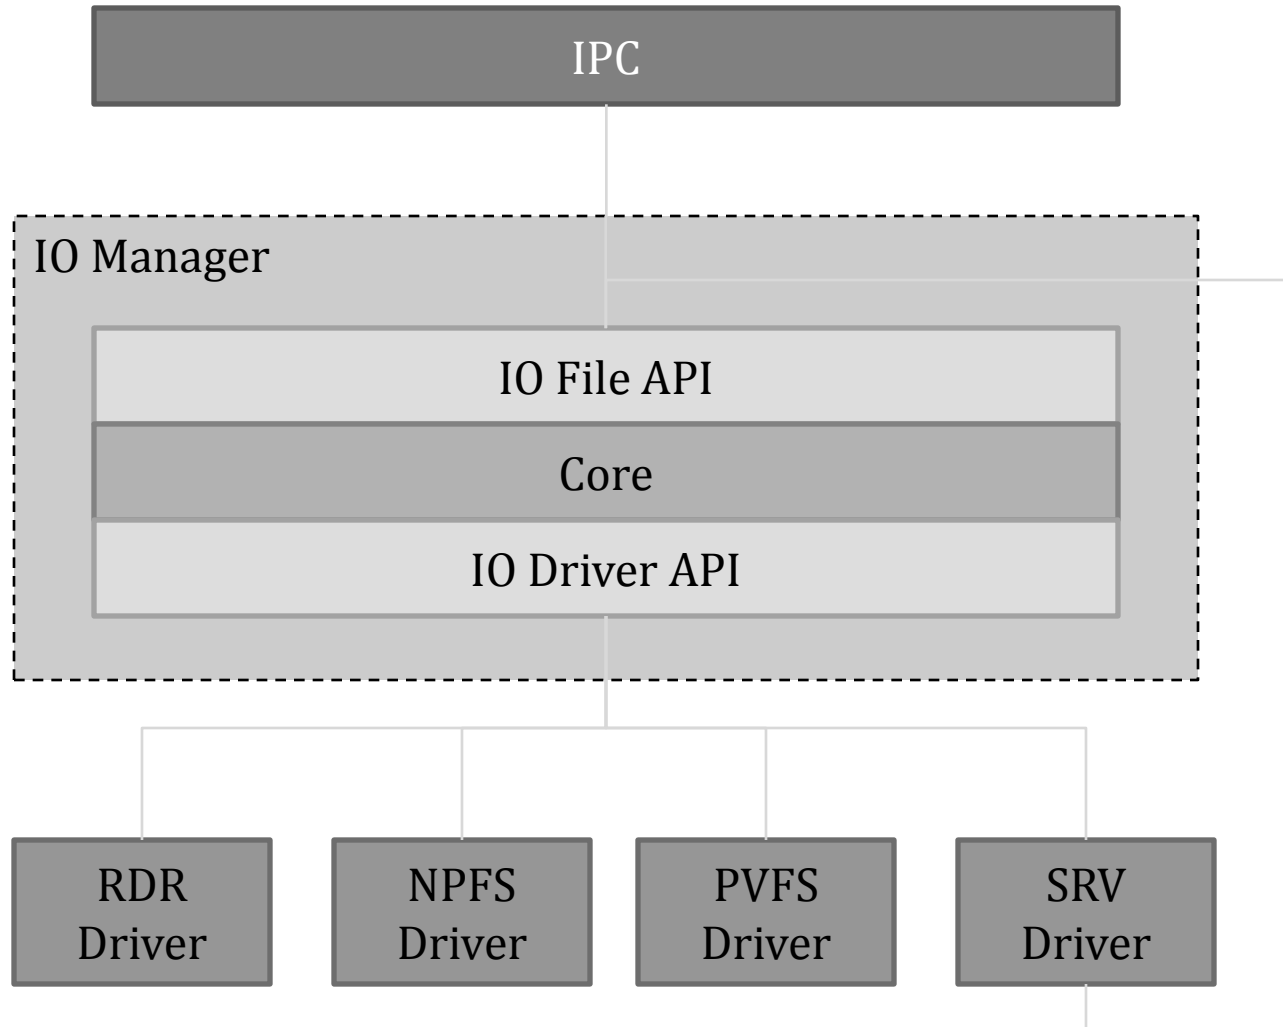 IPC
IO Manager
IO File API
Core
IO Driver API
RDR
Driver
NPFS
Driver
PVFS
Driver
SRV
Driver